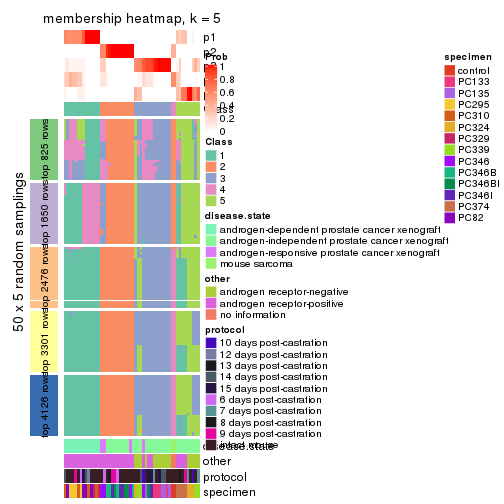 membership heatmap, k = 5
p1
p2
Prob
1
0.8
0.6
0.4
0.2
0
Class
1
2
3
4
5
disease.state
androgen-dependent prostate cancer xenograft
androgen-independent prostate cancer xenograft
androgen-responsive prostate cancer xenograft
mouse sarcoma
other
androgen receptor-negative
androgen receptor-positive
no information
protocol
10 days post-castration
12 days post-castration
13 days post-castration
14 days post-castration
15 days post-castration
6 days post-castration
7 days post-castration
8 days post-castration
9 days post-castration
intact mouse
specimen
control
PC133
PC135
PC295
PC310
PC324
PC329
PC339
PC346
PC346B
PC346BI
PC346I
PC374
PC82
50 x 5 random samplings
top 825 rows
top 1650 rows
top 2476 rows
top 3301 rows
top 4126 rows
disease.state
other
protocol
specimen